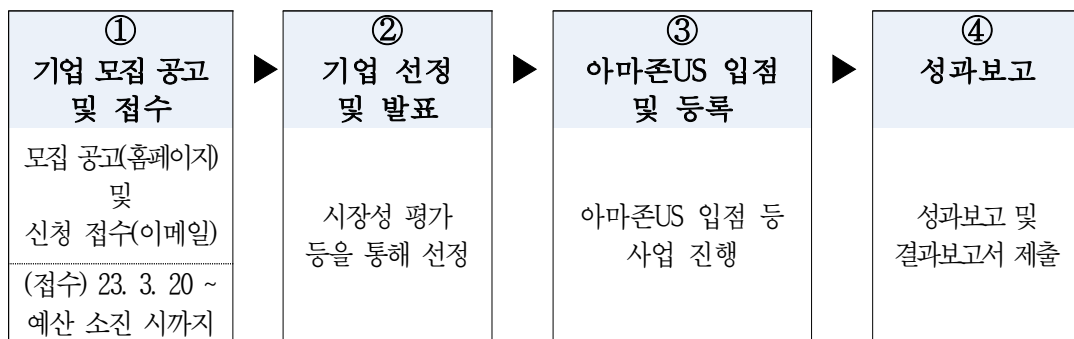 ①
기업 모집 공고
및 접수
모집 공고(홈페이지)
및
신청 접수(이메일)
(접수) 23. 3. 20 ~
예산 소진 시까지
▶
②
기업 선정
및 발표
시장성 평가
등을 통해 선정
▶
③
아마존US 입점
및 등록
아마존US 입점 등
사업 진행
▶
④
성과보고
성과보고 및
결과보고서 제출